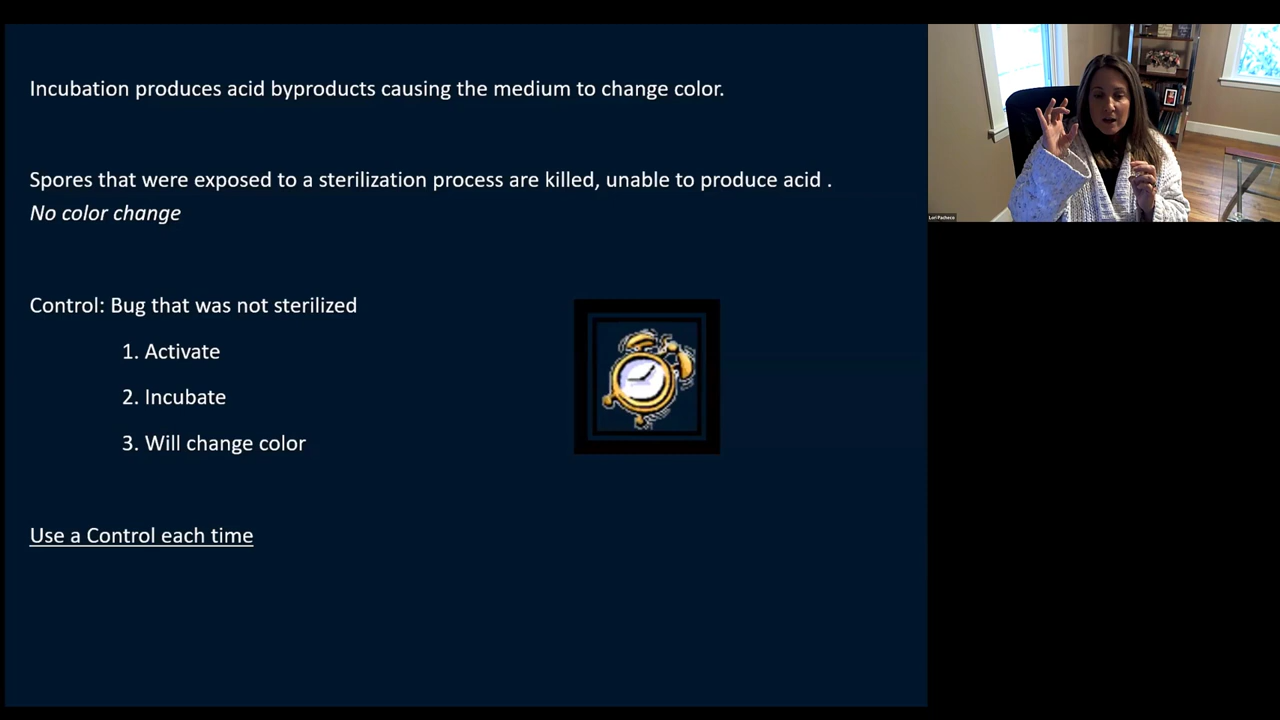 Incubation produces acid byproducts causing the medium to change color.
Spores that were exposed to a sterilization process are killed, unable to produce acid .
No color change
Control: Bug that was not sterilized
1. Activate
2. Incubate
3. Will change color
Use a Control each time
Lori Pacheco